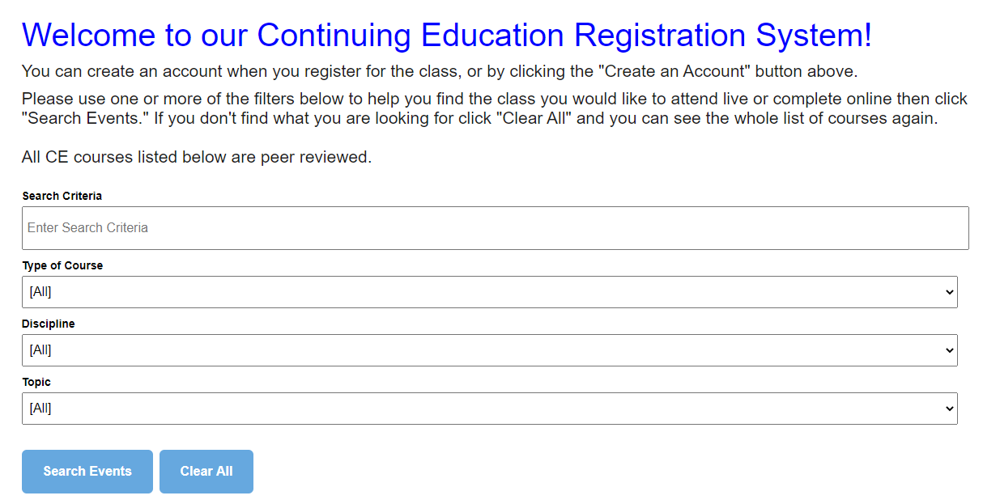 Welcome to our Continuing Education Registration System!
You can create an account when you register for the class, or by clicking the "Create an Account" button above.
Please use one or more of the filters below to help you find the class you would like to attend live or complete online then click
"Search Events." If you don't find what you are looking for click "Clear All" and you can see the whole list of courses again.
All CE courses listed below are peer reviewed.
Search Criteria
Enter Search Criteria
Type of Course
[All]
Discipline
[All]
Topic
[All]
Search Events Clear All